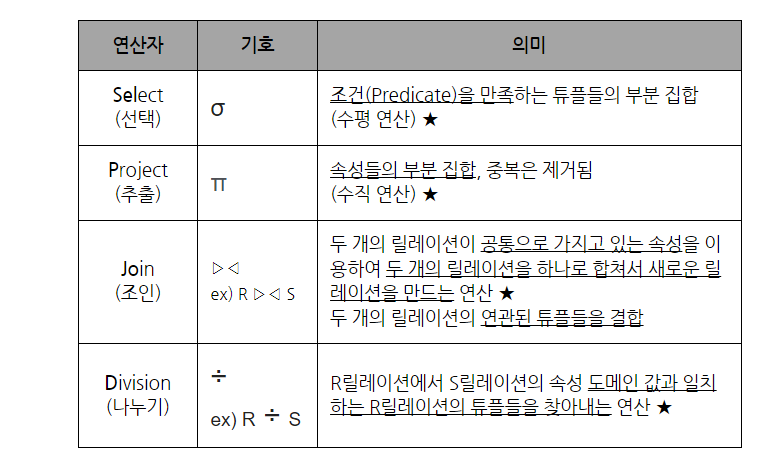 연산자 기호 의미
Select
(선택)
σ
조건(Predicate)을 만족하는 튜플들의 부분 집합
(수평 연산) ★
Project
(추출)
π
속성들의 부분 집합, 중복은 제거됨
(수직 연산) ★
Join
(조인)
▷◁
ex) R ▷◁ S
두 개의 릴레이션이 공통으로 가지고 있는 속성을 이
용하여 두 개의 릴레이션을 하나로 합쳐서 새로운 릴
레이션을 만드는 연산 ★
두 개의 릴레이션의 연관된 튜플들을 결합
Division
(나누기)
÷
ex) R ÷ S
R릴레이션에서 S릴레이션의 속성 도메인 값과 일치
하는 R릴레이션의 튜플들을 찾아내는 연산 ★